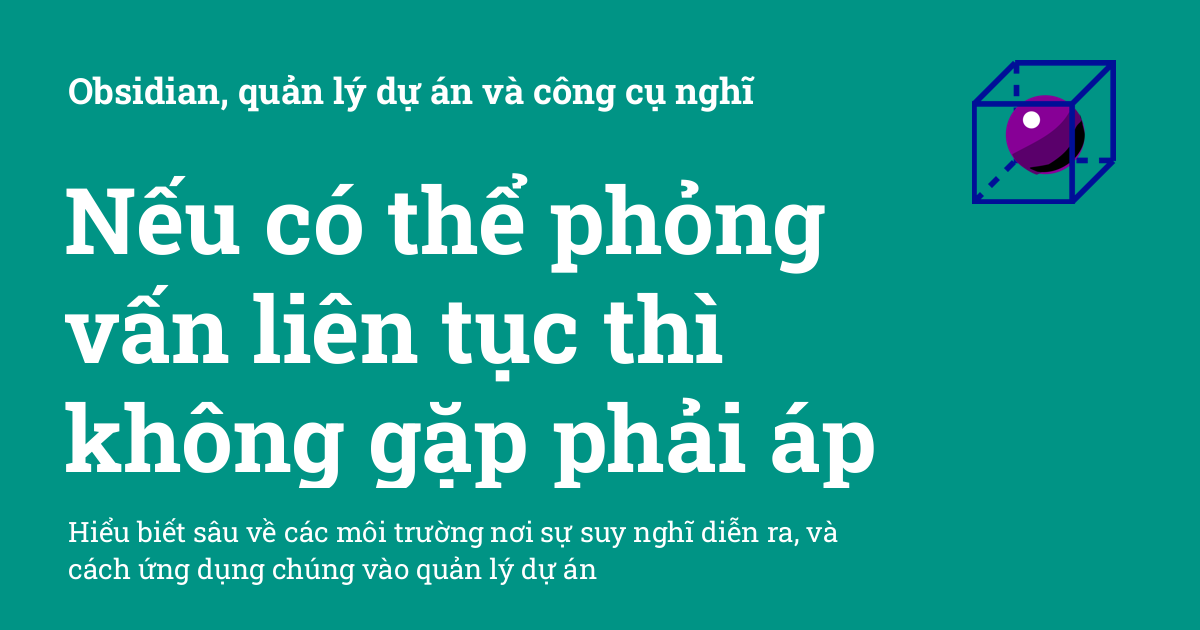 Obsidian, quản lý dự án và công cụ nghĩ
Nếu có thể phỏng
vấn liên tục thì
không gặp phải áp
Hiểu biết sâu về các môi trường nơi sự suy nghĩ diễn ra, và
cách ứng dụng chúng vào quản lý dự án